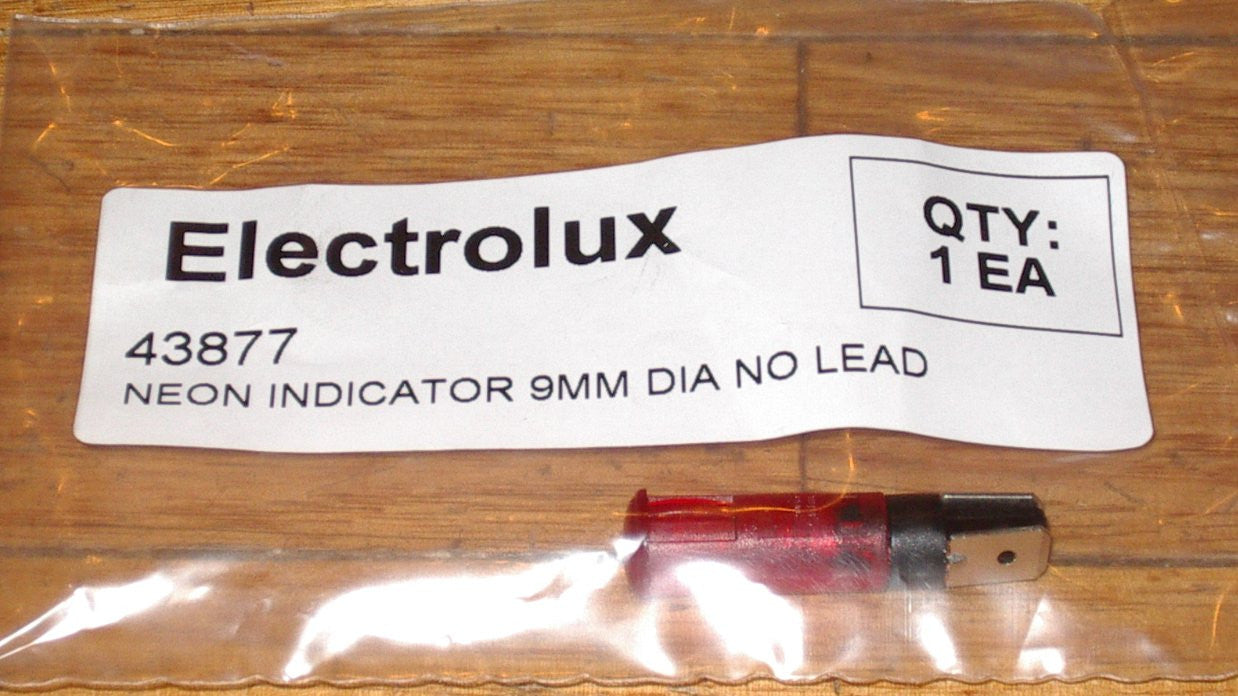 Electrolux
QTY:
1 EA
43877
NEON INDICATOR 9MM DIA NO LEAD